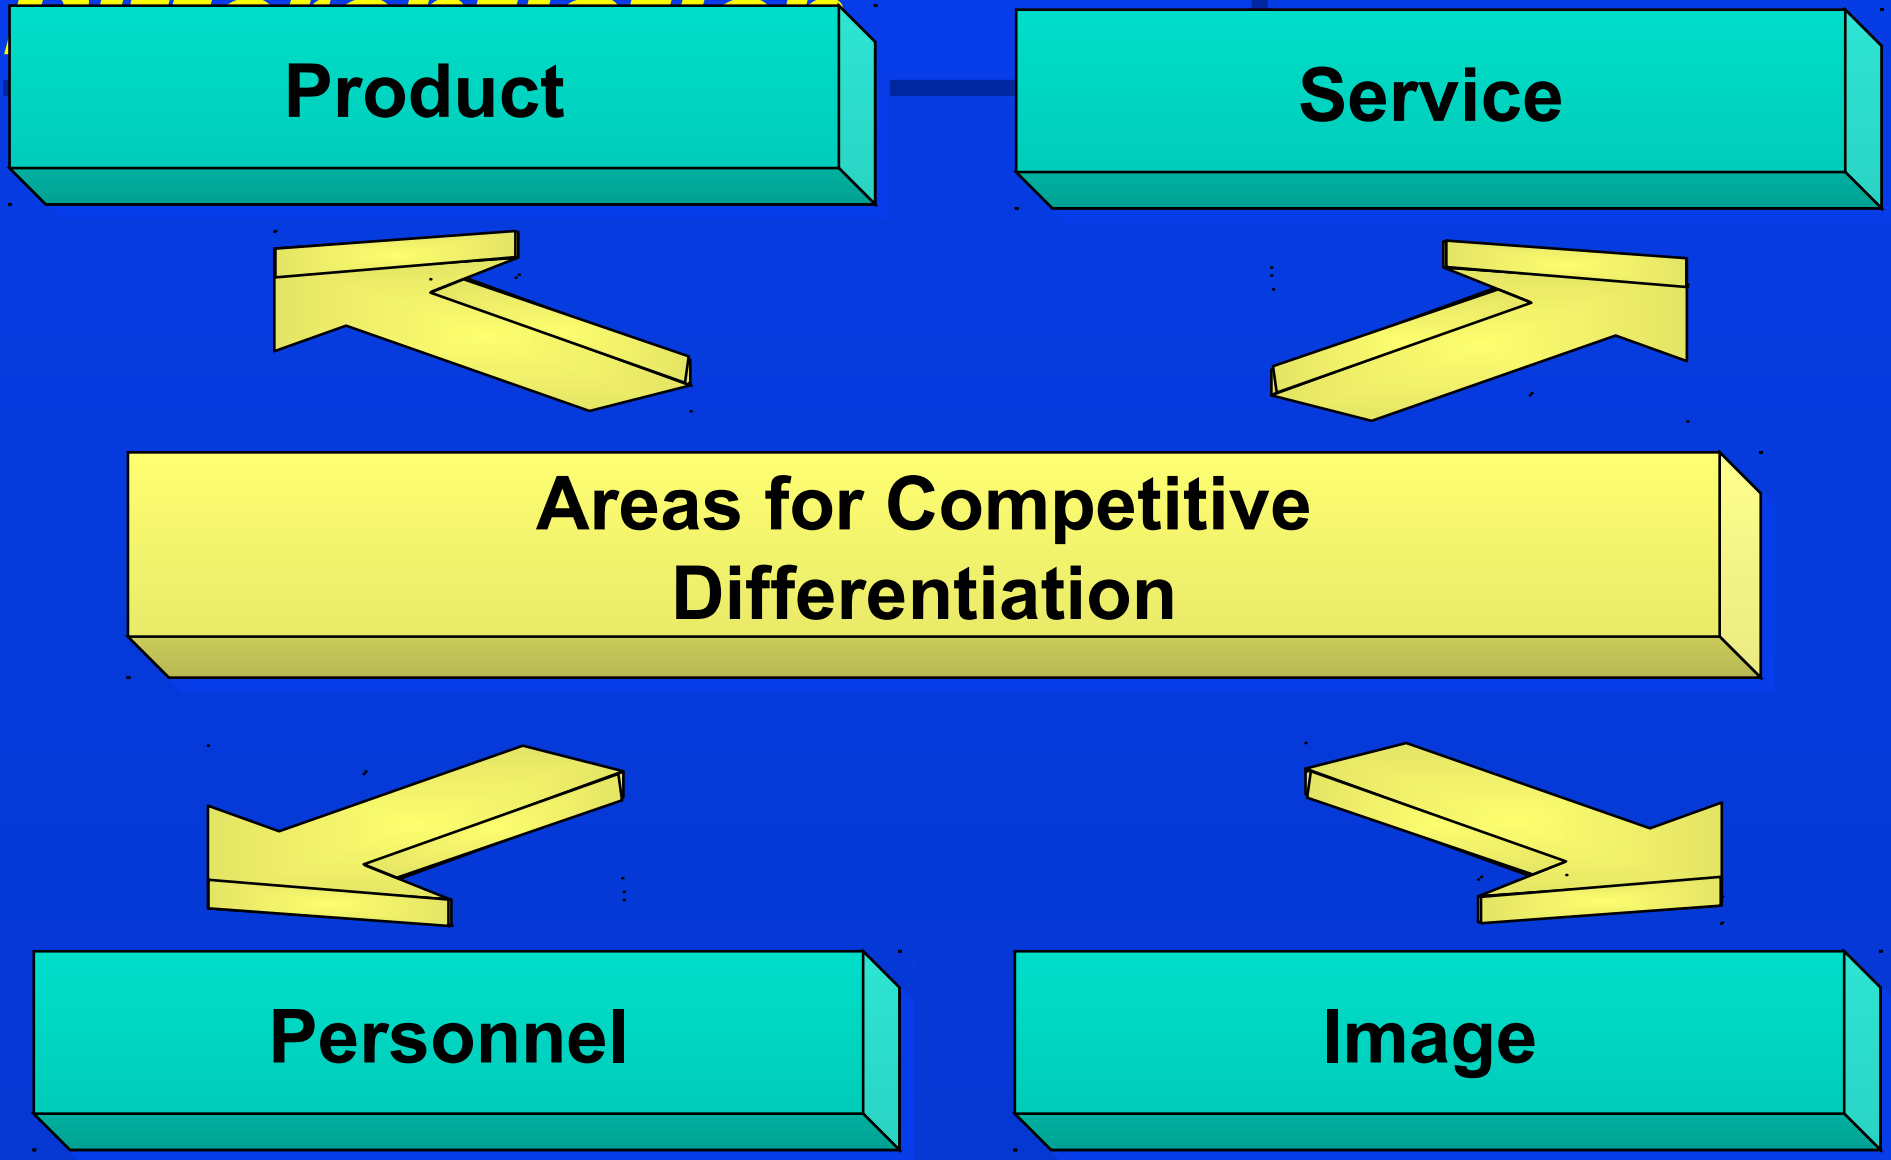 Product
Service
Areas for Competitive
Differentiation
Personnel
Image